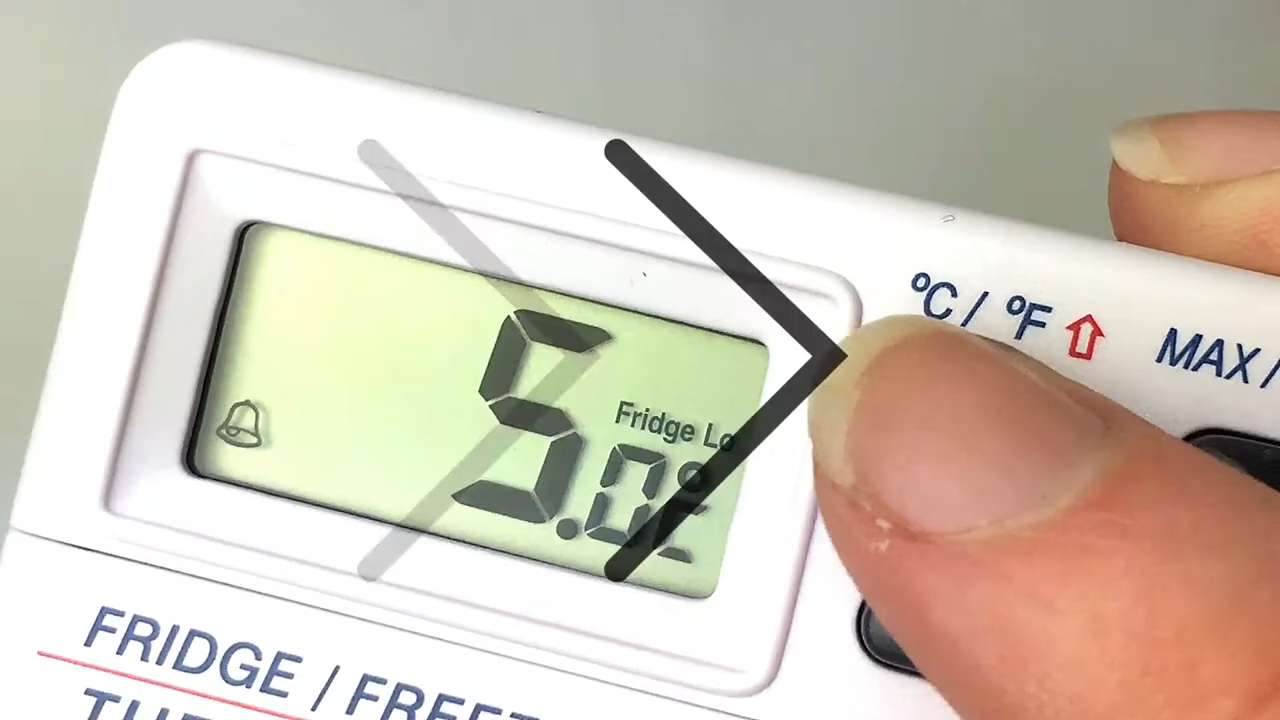 °C / °F ⇧ MAX /
Fridge Lo
5.0°
FRIDGE / FREEZ